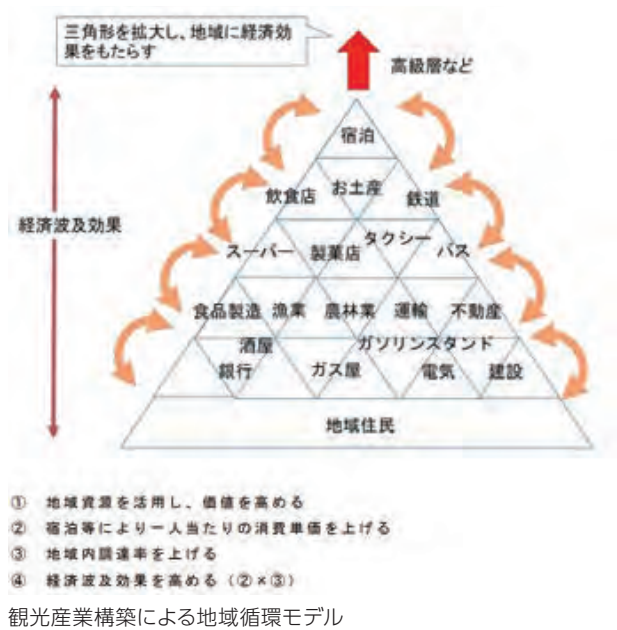 三角形を拡大し、地域に経済効
果をもたらす
高級層など
宿泊
経済波及効果
飲食店 お土産 鉄道
スーパー 製菓店 タクシー バス
食品製造 漁業 農林業 運輸 不動産
酒屋 ガソリンスタンド
銀行 ガス屋 電気 建設
地域住民
① 地域資源を活用し、価値を高める
② 宿泊等により一人当たりの消費単価を上げる
③ 地域内調達率を上げる
④ 経済波及効果を高める（②×③）
観光産業構築による地域循環モデル